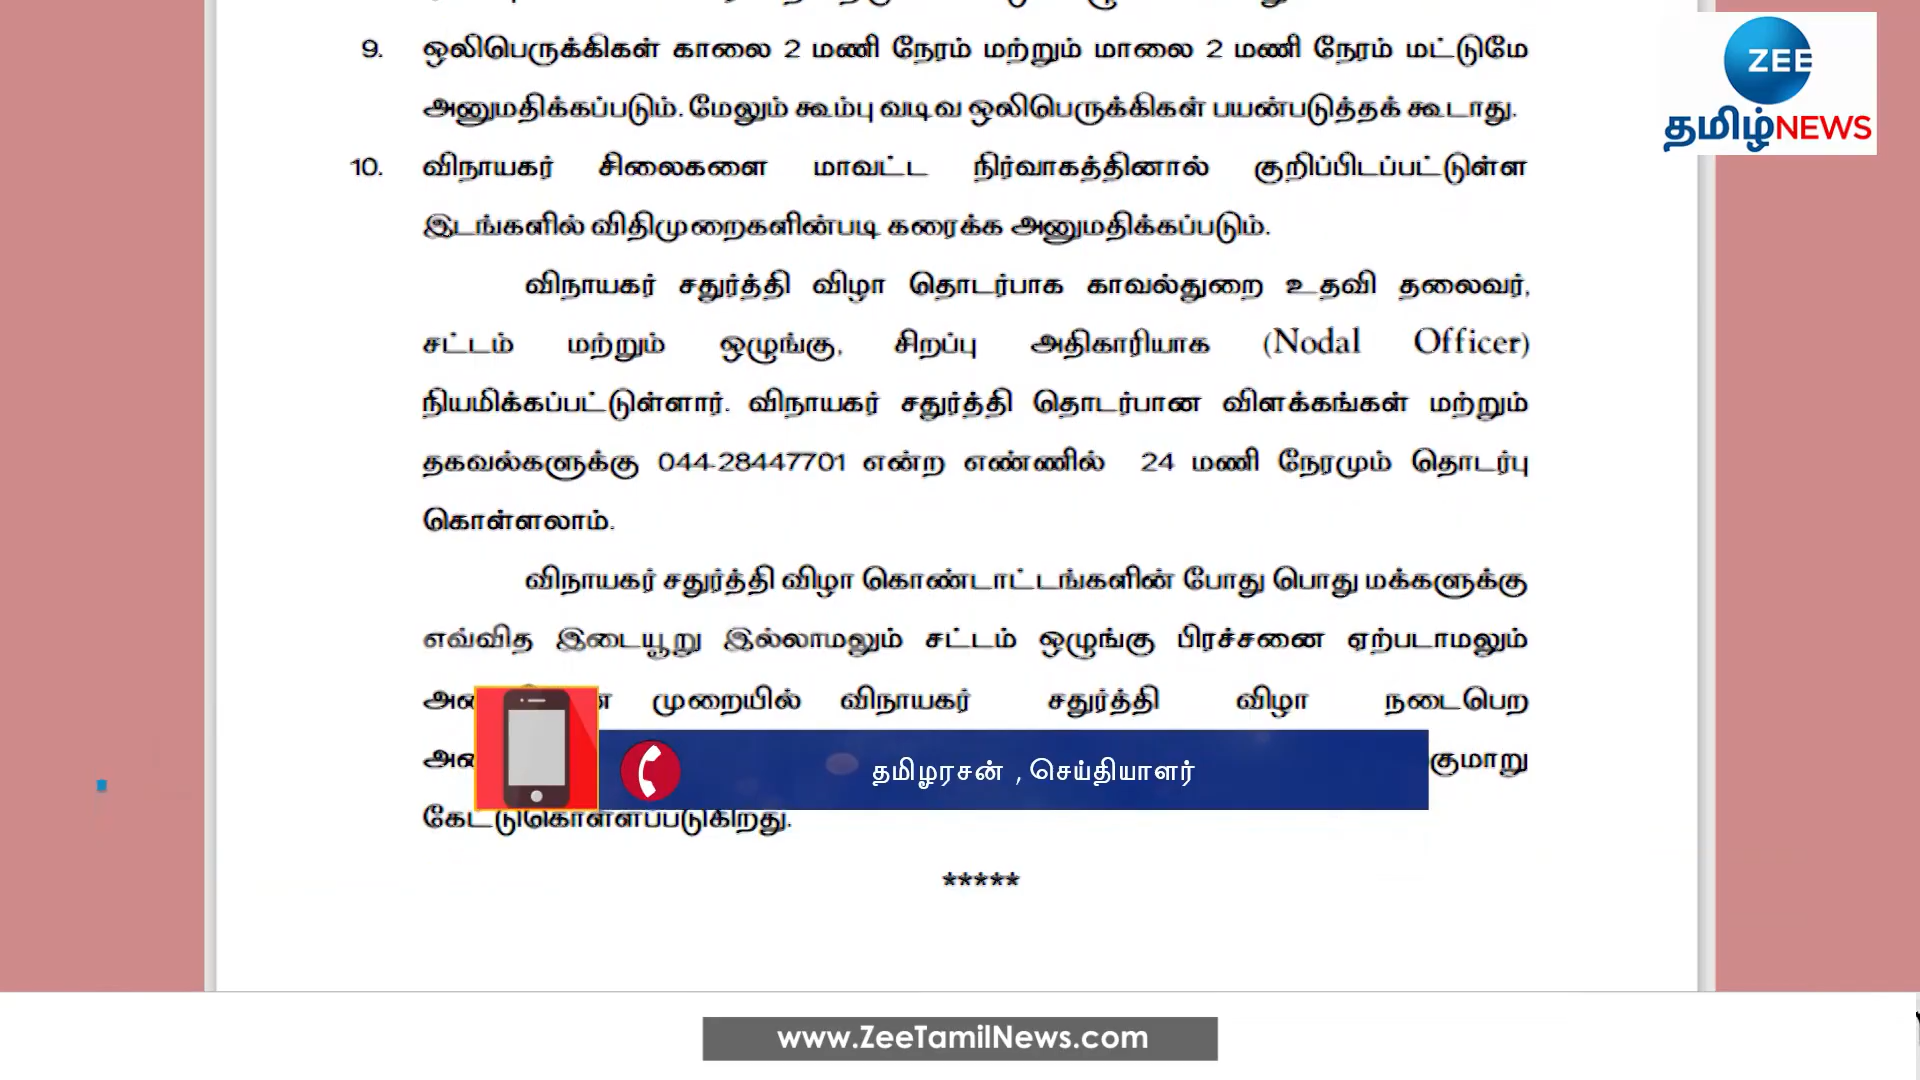 9. ஒலிபெருக்கிகள் காலை 2 மணி நேரம் மற்றும் மாலை 2 மணி நேரம் மட்டுமே
அனுமதிக்கப்படும். மேலும் கூம்பு வடிவ ஒலிபெருக்கிகள் பயன்படுத்தக் கூடாது.
10. விநாயகர் சிலைகளை மாவட்ட நிர்வாகத்தினால் குறிப்பிடப்பட்டுள்ள
இடங்களில் விதிமுறைகளின்படி கரைக்க அனுமதிக்கப்படும்.
விநாயகர் சதுர்த்தி விழா தொடர்பாக காவல்துறை உதவி தலைவர்,
சட்டம் மற்றும் ஒழுங்கு, சிறப்பு அதிகாரியாக (Nodal Officer)
நியமிக்கப்பட்டுள்ளார். விநாயகர் சதுர்த்தி தொடர்பான விளக்கங்கள் மற்றும்
தகவல்களுக்கு 044-28447701 என்ற எண்ணில் 24 மணி நேரமும் தொடர்பு
கொள்ளலாம்.
விநாயகர் சதுர்த்தி விழா கொண்டாட்டங்களின் போது பொது மக்களுக்கு
எவ்வித இடையூறு இல்லாமலும் சட்டம் ஒழுங்கு பிரச்சனை ஏற்படாமலும்
முறையில் விநாயகர் சதுர்த்தி விழா நடைபெற
கேட்டுகொள்ளப்படுகிறது.
*****
தமிழரசன் , செய்தியாளர்
ZEE
தமிழ்NEWS
www.ZeeTamilNews.com